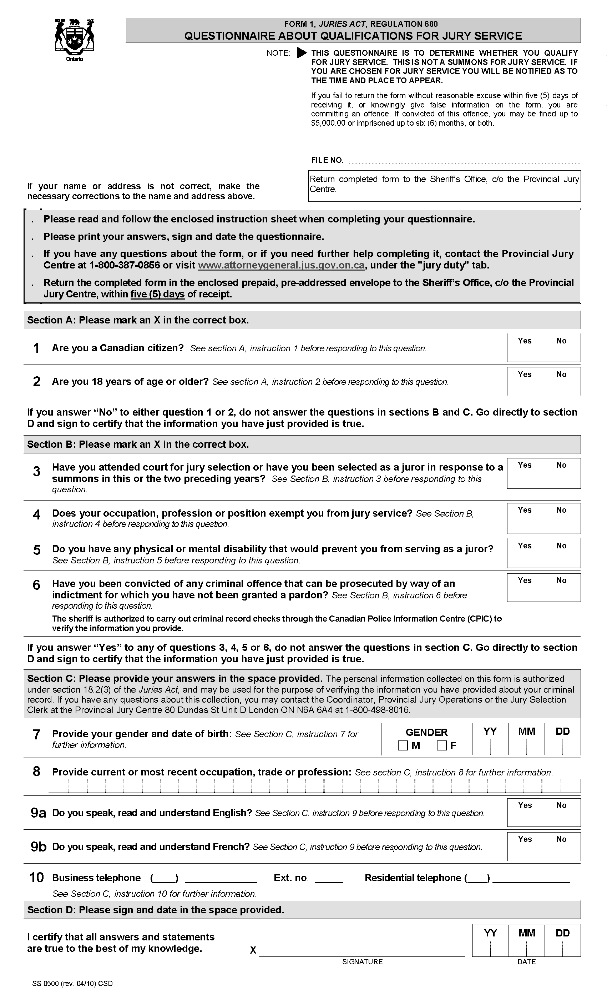 Ontario
FORM 1, JURIES ACT, REGULATION 680
QUESTIONNAIRE ABOUT QUALIFICATIONS FOR JURY SERVICE
NOTE:
THIS QUESTIONNAIRE IS TO DETERMINE WHETHER YOU QUALIFY
FOR JURY SERVICE. THIS IS NOT A SUMMONS FOR JURY SERVICE. IF
YOU ARE CHOSEN FOR JURY SERVICE YOU WILL BE NOTIFIED AS TO
THE TIME AND PLACE TO APPEAR.
If you fail to return the form without reasonable excuse within five (5) days of
receiving it, or knowingly give false information on the form, you are
committing an offence. If convicted of this offence, you may be fined up to
$5,000.00 or imprisoned up to six (6) months, or both.
FILE NO.
Return completed form to the Sheriff's Office, c/o the Provincial Jury
Centre.
If your name or address is not correct, make the
necessary corrections to the name and address above.
. Please read and follow the enclosed instruction sheet when completing your questionnaire.
. Please print your answers, sign and date the questionnaire.
. If you have any questions about the form, or if you need further help completing it, contact the Provincial Jury
Centre at 1-800-387-0856 or visit www.attorneygeneral.jus.gov.on.ca, under the "jury duty" tab.
. Return the completed form in the enclosed prepaid, pre-addressed envelope to the Sheriff’s Office, c/o the Provincial
Jury Centre, within five (5) days of receipt.
Section A: Please mark an X in the correct box.
1 Are you a Canadian citizen? See section A, instruction 1 before responding to this question. Yes No
2 Are you 18 years of age or older? See section A, instruction 2 before responding to this question. Yes No
If you answer “No” to either question 1 or 2, do not answer the questions in sections B and C. Go directly to section
D and sign to certify that the information you have just provided is true.
Section B: Please mark an X in the correct box.
3 Have you attended court for jury selection or have you been selected as a juror in response to a Yes No
summons in this or the two preceding years? See Section B, instruction 3 before responding to this
question.
4 Does your occupation, profession or position exempt you from jury service? See Section B, Yes No
instruction 4 before responding to this question.
5 Do you have any physical or mental disability that would prevent you from serving as a juror? Yes No
See Section B, instruction 5 before responding to this question.
6 Have you been convicted of any criminal offence that can be prosecuted by way of an Yes No
indictment for which you have not been granted a pardon? See Section B, instruction 6 before
responding to this question.
The sheriff is authorized to carry out criminal record checks through the Canadian Police Information Centre (CPIC) to
verify the information you provide.
If you answer “Yes” to any of questions 3, 4, 5 or 6, do not answer the questions in section C. Go directly to section
D and sign to certify that the information you have just provided is true.
Section C: Please provide your answers in the space provided. The personal information collected on this form is authorized
under section 18.2(3) of the Juries Act, and may be used for the purpose of verifying the information you have provided about your criminal
record. If you have any questions about this collection, you may contact the Coordinator, Provincial Jury Operations or the Jury Selection
Clerk at the Provincial Jury Centre 80 Dundas St Unit D London ON N6A 6A4 at 1-800-498-8016.
7 Provide your gender and date of birth: See Section C, instruction 7 for GENDER YY MM DD
further information. M F
8 Provide current or most recent occupation, trade or profession: See section C, instruction 8 for further information.
9a Do you speak, read and understand English? See Section C, instruction 9 before responding to this question. Yes No
9b Do you speak, read and understand French? See Section C, instruction 9 before responding to this question. Yes No
10 Business telephone (____) _____________ Ext. no. _____ Residential telephone (____) ______________
See Section C, instruction 10 for further information.
Section D: Please sign and date in the space provided.
I certify that all answers and statements YY MM DD
are true to the best of my knowledge. X
SIGNATURE DATE
SS 0500 (rev. 04/10) CSD